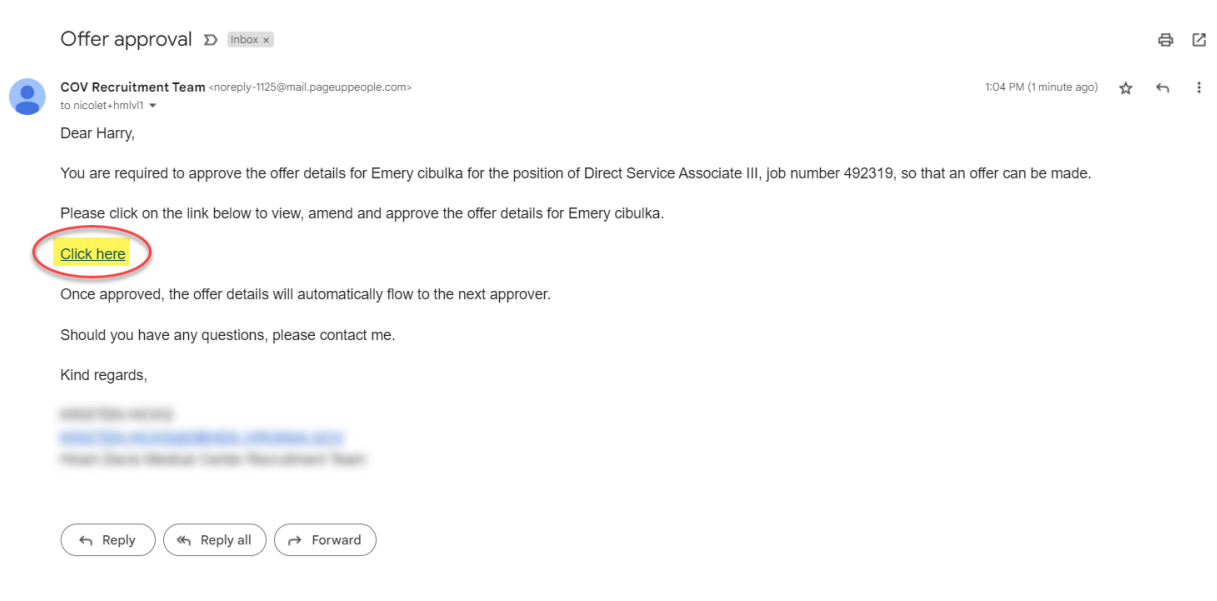 Offer approval Inbox ×
COV Recruitment Team <noreply-1125@mail.pageuppeople.com> 1:04 PM (1 minute ago)
to nicolet+hmlvl1
Dear Harry,
You are required to approve the offer details for Emery cibulka for the position of Direct Service Associate III, job number 492319, so that an offer can be made.
Please click on the link below to view, amend and approve the offer details for Emery cibulka.
Click here
Once approved, the offer details will automatically flow to the next approver.
Should you have any questions, please contact me.
Kind regards,
Reply Reply all Forward